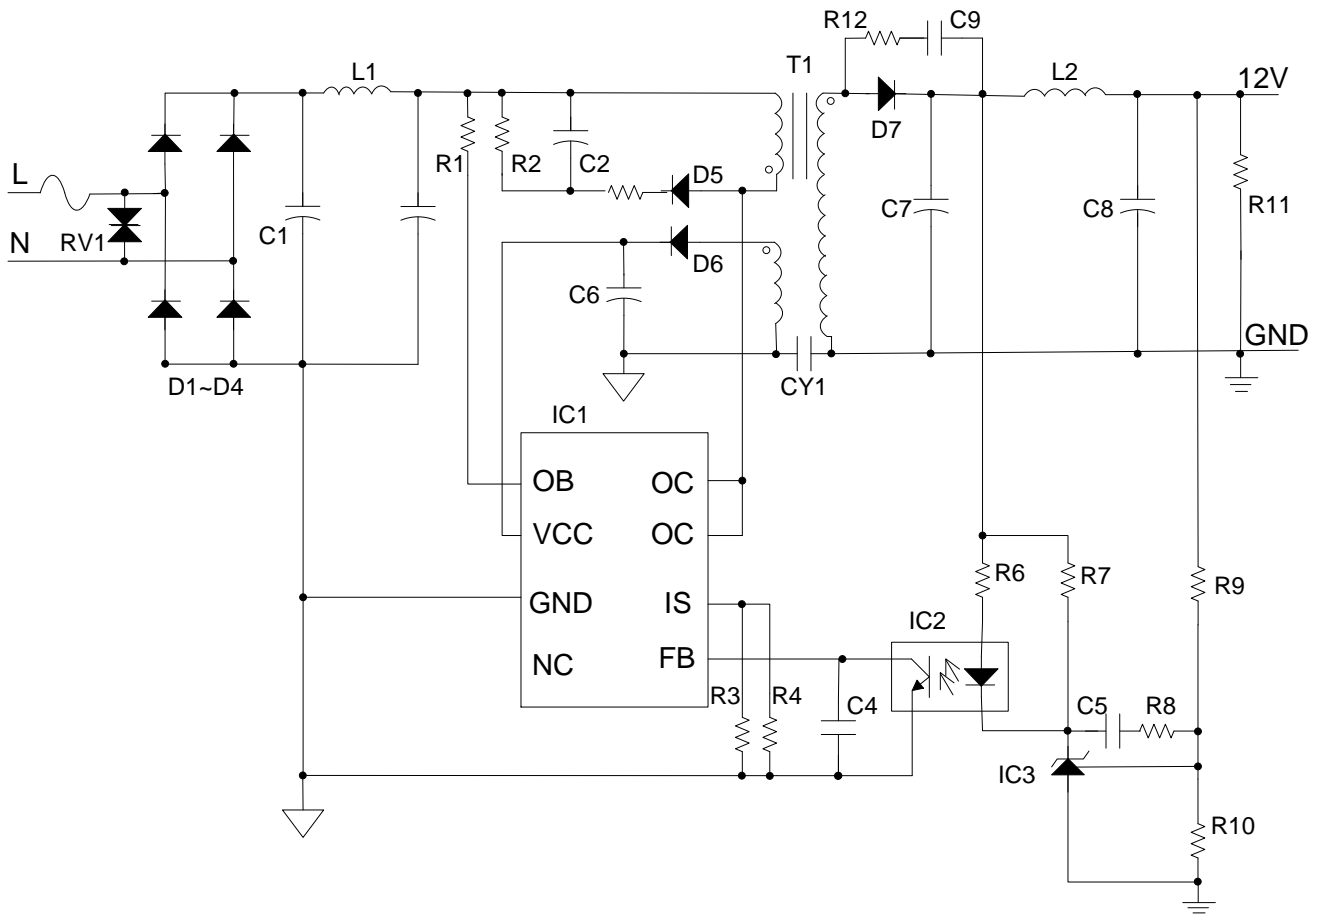 R12 C9
T1
L1 L2 12V
D7
R1 R2 C2 D5
L
C1 C7 C8 R11
N RV1
D6
C6
GND
D1~D4 CY1
IC1
OB OC
VCC OC
GND IS
NC FB
R6 R7 R9
IC2
R3 R4 C4 C5 R8
IC3
R10